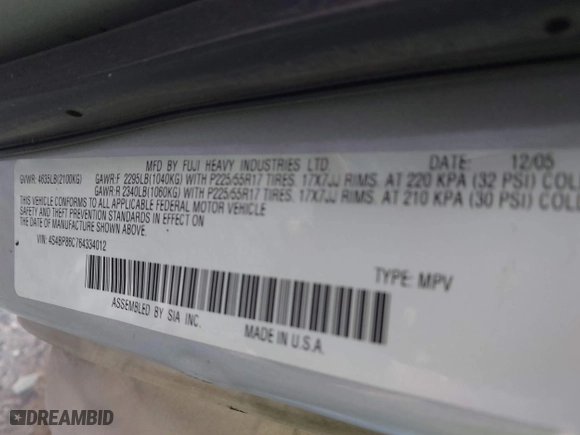 MFD. BY FUJI HEAVY INDUSTRIES LTD. DATE: 12/05
GVWR: 4635LB(2100KG) GAWR:F 2295LB(1040KG) WITH P225/55R17 TIRES. 17X7JJ RIMS. AT 220 KPA (32 PSI) COL
GAWR:R 2340LB(1060KG) WITH P225/55R17 TIRES. 17X7JJ RIMS. AT 210 KPA (30 PSI) COL
THIS VEHICLE CONFORMS TO ALL APPLICABLE FEDERAL MOTOR VEHICLE
SAFETY AND THEFT PREVENTION STANDARDS IN EFFECT ON
THE DATE OF MANUFACTURE SHOWN ABOVE.
VIN: 4S4BP86C764334012 TYPE: MPV
ASSEMBLED BY SIA INC. MADE IN U.S.A.
DREAMBID